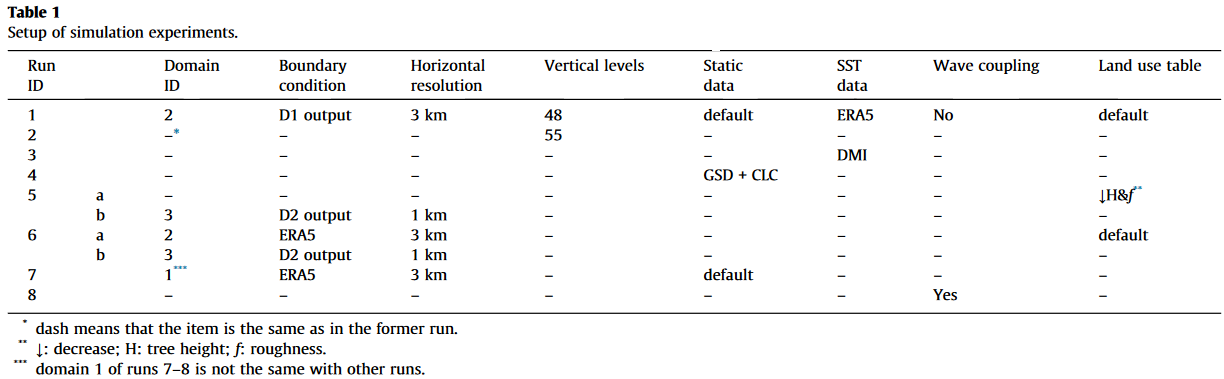 Table 1
Setup of simulation experiments.
Run ID Domain ID Boundary condition Horizontal resolution Vertical levels Static data SST data Wave coupling Land use table
1 2 D1 output 3 km 48 default ERA5 No default
2 –* – – 55 – – – –
3 – – – – – DMI – –
4 – – – – GSD + CLC – – –
5 a – – – – – – – ↓H&f**
b 3 D2 output 1 km – – – – –
6 a 2 ERA5 3 km – – – – default
b 3 D2 output 1 km – – – – –
7 1*** ERA5 3 km – default – – –
8 – – – – – – Yes –
* dash means that the item is the same as in the former run.
** ↓: decrease; H: tree height; f: roughness.
*** domain 1 of runs 7–8 is not the same with other runs.